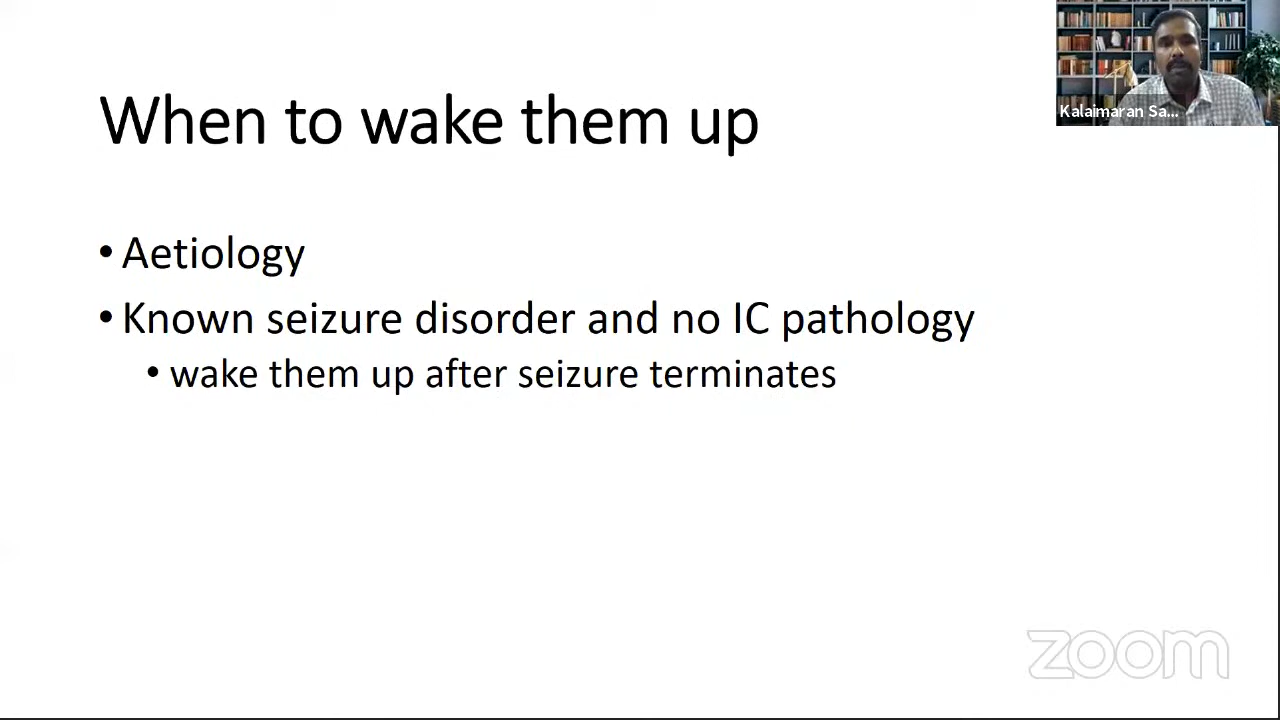 When to wake them up
• Aetiology
• Known seizure disorder and no IC pathology
• wake them up after seizure terminates
Kalaimaran Sa...
zoom